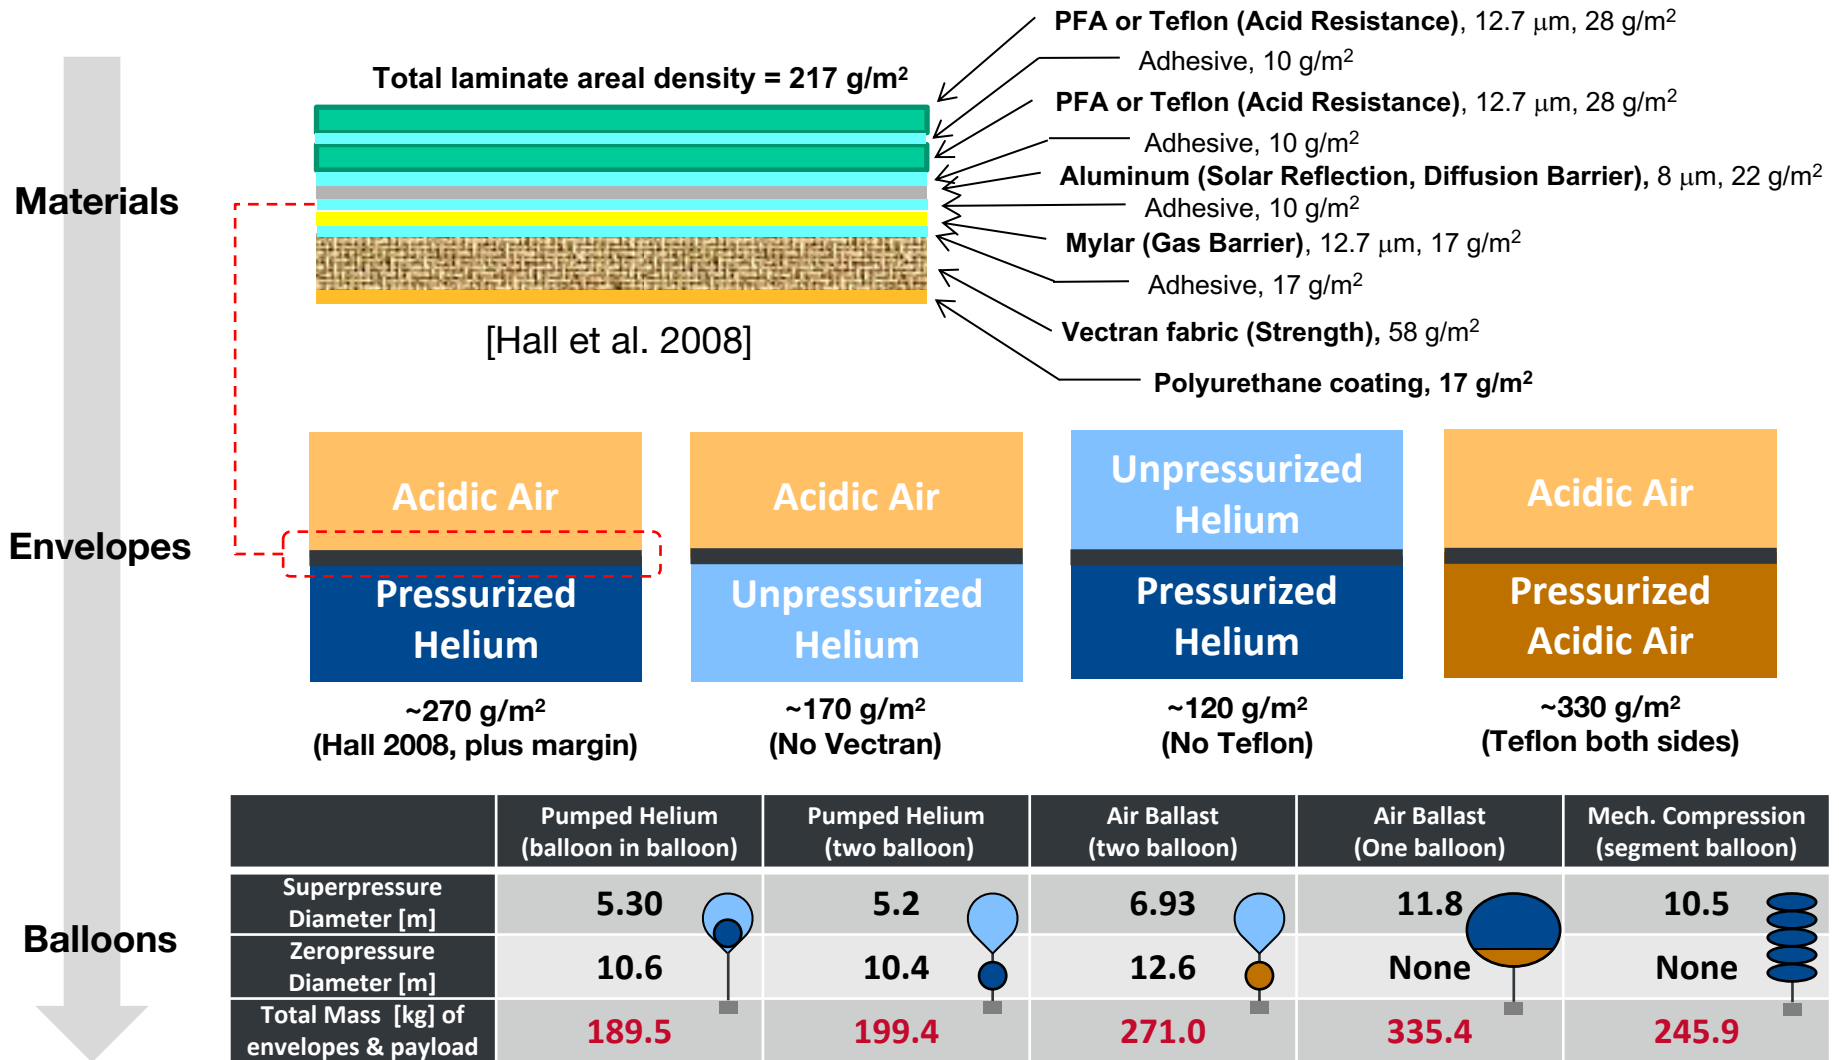 PFA or Teflon (Acid Resistance), 12.7 μm, 28 g/m²
Adhesive, 10 g/m²
Total laminate areal density = 217 g/m²
PFA or Teflon (Acid Resistance), 12.7 μm, 28 g/m²
Adhesive, 10 g/m²
Aluminum (Solar Reflection, Diffusion Barrier), 8 μm, 22 g/m²
Adhesive, 10 g/m²
Mylar (Gas Barrier), 12.7 μm, 17 g/m²
Adhesive, 17 g/m²
Vectran fabric (Strength), 58 g/m²
Polyurethane coating, 17 g/m²
[Hall et al. 2008]
Materials
Envelopes
Acidic Air
Pressurized
Helium
~270 g/m²
(Hall 2008, plus margin)
Acidic Air
Unpressurized
Helium
~170 g/m²
(No Vectran)
Unpressurized
Helium
Pressurized
Helium
~120 g/m²
(No Teflon)
Acidic Air
Pressurized
Acidic Air
~330 g/m²
(Teflon both sides)
Balloons
Pumped Helium
(balloon in balloon)
Pumped Helium
(two balloon)
Air Ballast
(two balloon)
Air Ballast
(One balloon)
Mech. Compression
(segment balloon)
Superpressure
Diameter [m]
5.30
5.2
6.93
11.8
10.5
Zeropressure
Diameter [m]
10.6
10.4
12.6
None
None
Total Mass [kg] of
envelopes & payload
189.5
199.4
271.0
335.4
245.9